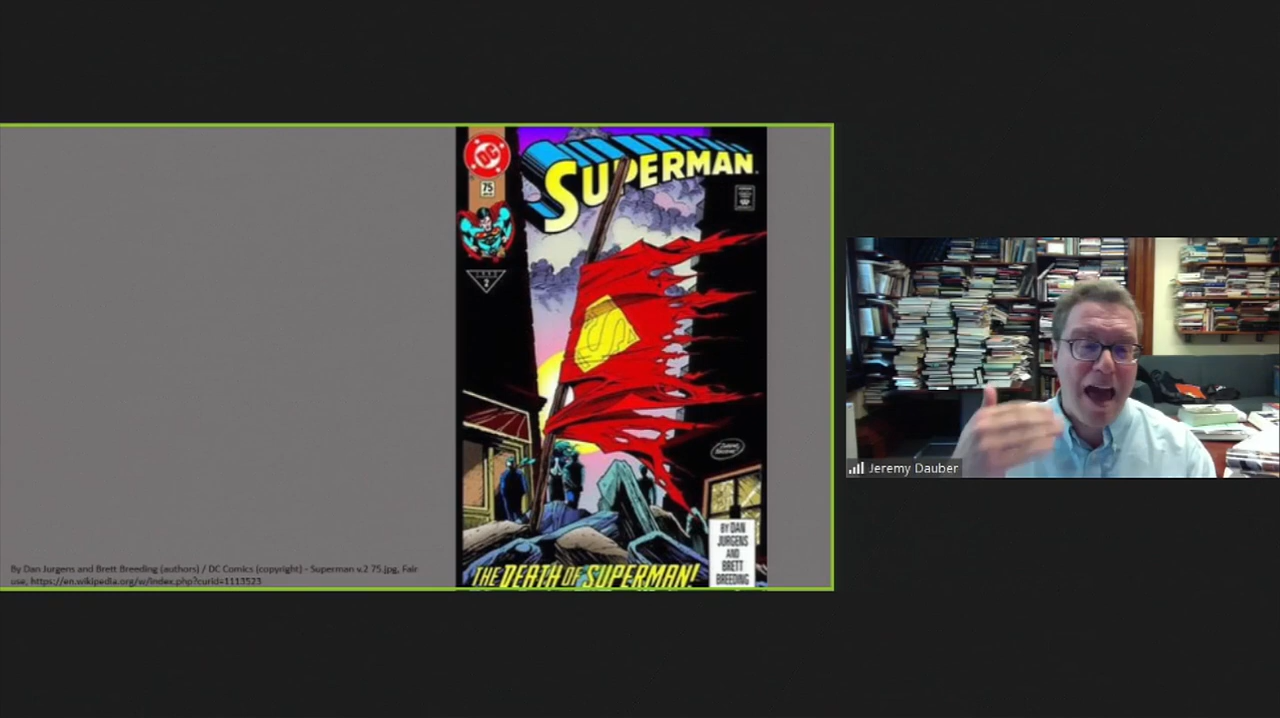 DC
SUPERMAN
75
2
BY DAN
JURGENS
AND
BRETT
BREEDING
THE DEATH OF SUPERMAN!
By Dan Jurgens and Brett Breeding (authors) / DC Comics (copyright) - Superman v.2 75.jpg, Fair
use, https://en.wikipedia.org/w/index.php?curid=1113523
Jeremy Dauber